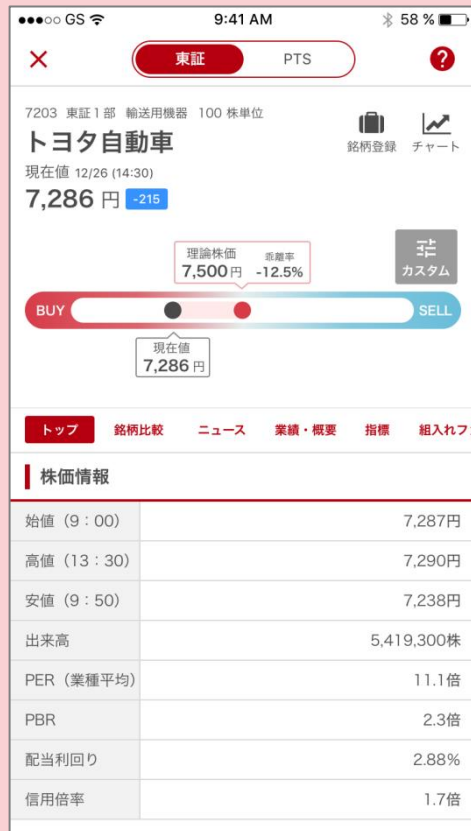 GS 9:41 AM 58 %
東証 PTS ?
7203 東証1部 輸送用機器 100 株単位
トヨタ自動車
銘柄登録 チャート
現在値 12/26 (14:30)
7,286 円 -215
理論株価 乖離率
7,500円 -12.5%
カスタム
BUY SELL
現在値
7,286 円
トップ 銘柄比較 ニュース 業績・概要 指標 組入れフ
株価情報
始値（9：00） 7,287円
高値（13：30） 7,290円
安値（9：50） 7,238円
出来高 5,419,300株
PER（業種平均） 11.1倍
PBR 2.3倍
配当利回り 2.88%
信用倍率 1.7倍